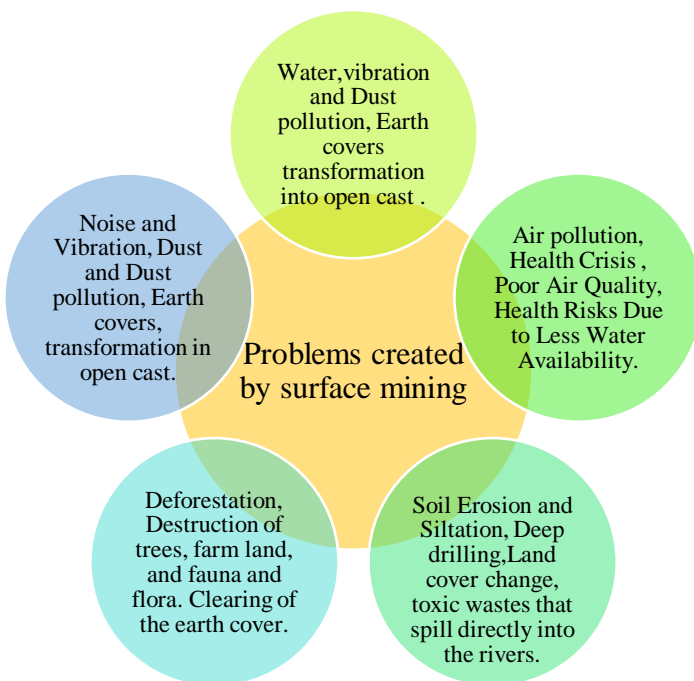 Water,vibration
and Dust
pollution, Earth
covers
transformation
into open cast .
Air pollution,
Health Crisis ,
Poor Air Quality,
Health Risks Due
to Less Water
Availability.
Soil Erosion and
Siltation, Deep
drilling,Land
cover change,
toxic wastes that
spill directly into
the rivers.
Deforestation,
Destruction of
trees, farm land,
and fauna and
flora. Clearing of
the earth cover.
Noise and
Vibration, Dust
and Dust
pollution, Earth
covers,
transformation in
open cast.
Problems created
by surface mining